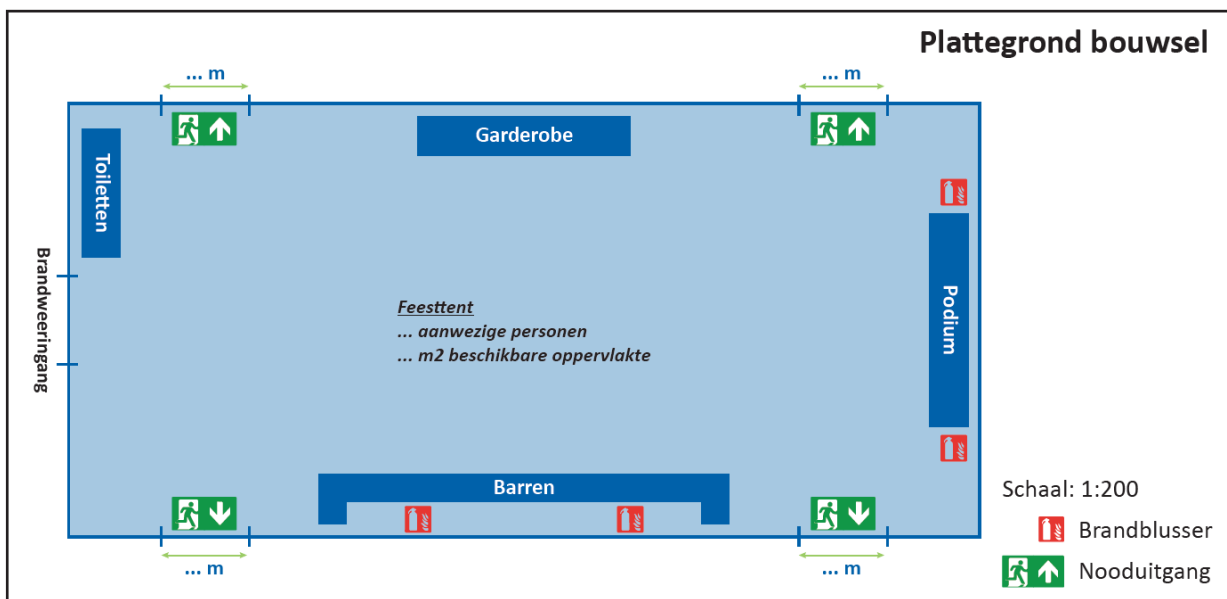 Plattegrond bouwsel
... m
... m
Garderobe
Toiletten
Brandweeringang
Feesttent
... aanwezige personen
... m2 beschikbare oppervlakte
Podium
Barren
... m
... m
Schaal: 1:200
Brandblusser
Nooduitgang